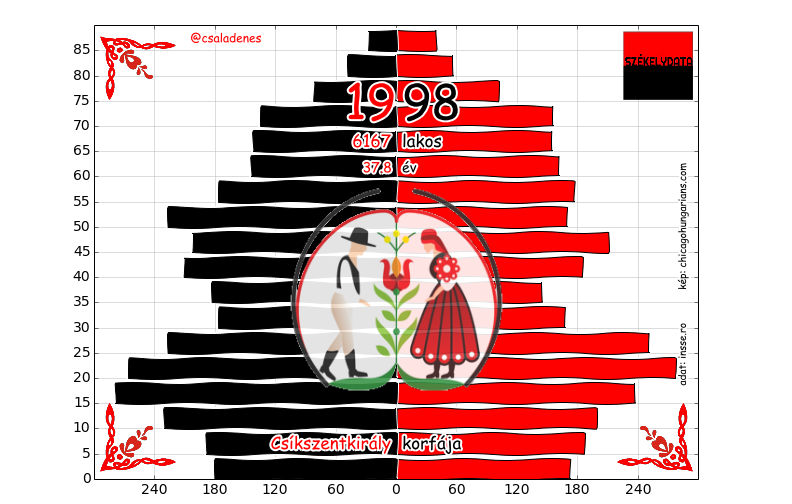 @csaladenes
SZÉKELYDATA
1998
6167 lakos
37.8 év
kép: chicagohungarians.com
adat: insse.ro
Csíkszentkirály korfája
85
80
75
70
65
60
55
50
45
40
35
30
25
20
15
10
5
0
240 180 120 60 0 60 120 180 240